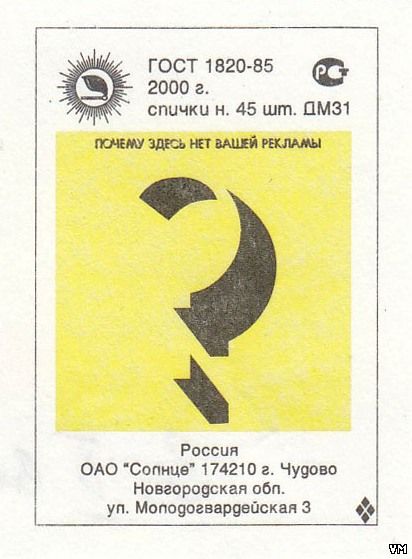 ГОСТ 1820-85
2000 г.
спички н. 45 шт. ДМ31
РСТ
ПОЧЕМУ ЗДЕСЬ НЕТ ВАШЕЙ РЕКЛАМЫ
Россия
ОАО "Солнце" 174210 г. Чудово
Новгородская обл.
ул. Молодогвардейская 3
VM